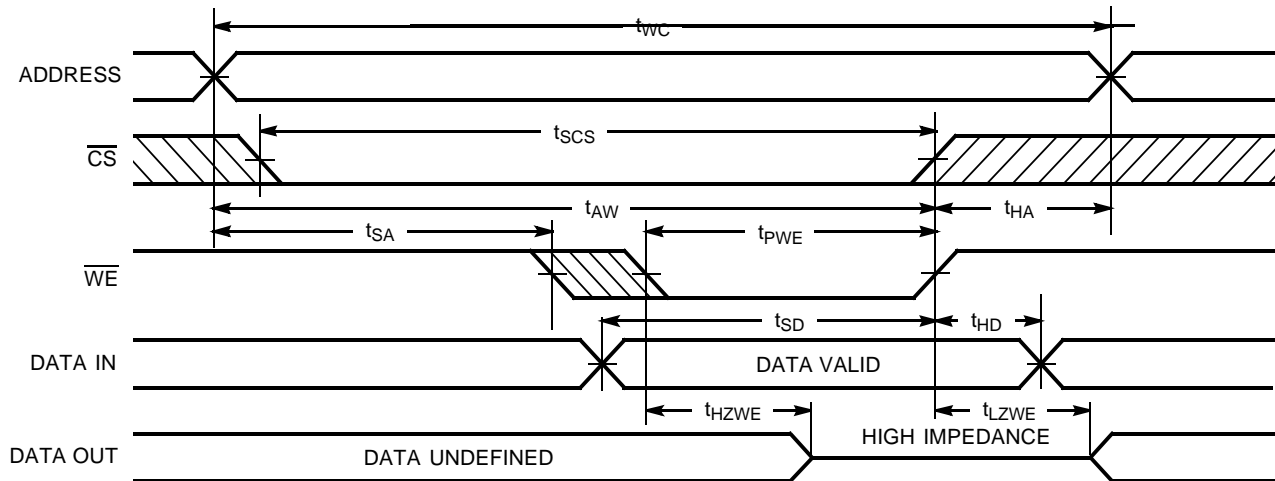 tWC
ADDRESS
CS
tSCS
tAW
tHA
tSA
tPWE
WE
tSD
tHD
DATA IN
DATA VALID
tHZWE
tLZWE
HIGH IMPEDANCE
DATA OUT
DATA UNDEFINED